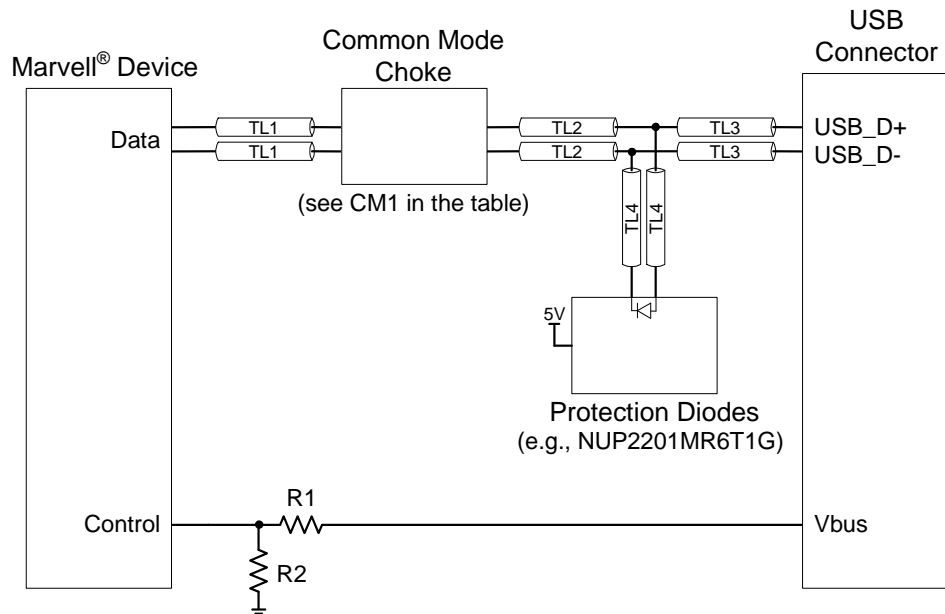 USB
Connector
Common Mode
Choke
Marvell® Device
Data
TL1
TL2
TL3
USB_D+
TL1
TL2
TL3
USB_D-
(see CM1 in the table)
TL4
TL4
5V
Protection Diodes
(e.g., NUP2201MR6T1G)
R1
Control
Vbus
R2